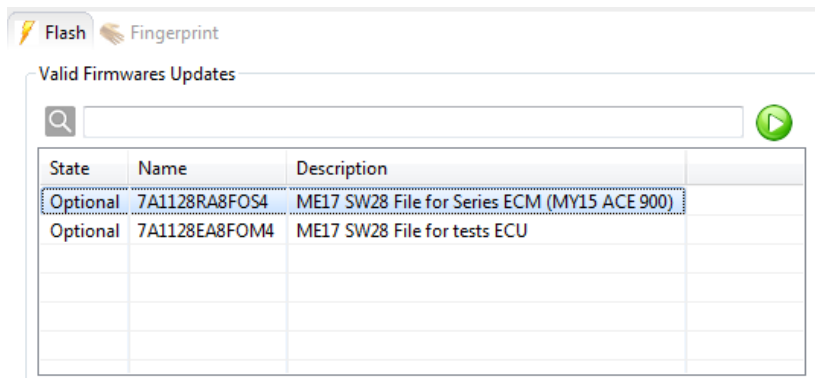 Flash Fingerprint
Valid Firmwares Updates
State Name Description
Optional 7A1128RA8FOS4 ME17 SW28 File for Series ECM (MY15 ACE 900)
Optional 7A1128EA8FOM4 ME17 SW28 File for tests ECU